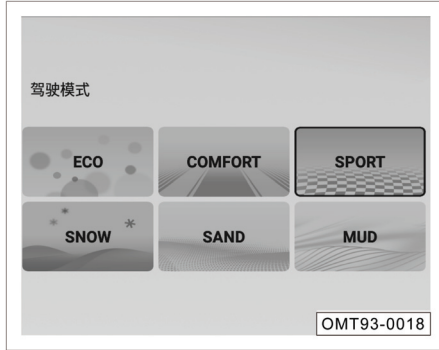 驾驶模式
ECO
COMFORT
SPORT
SNOW
SAND
MUD
OMT93-0018